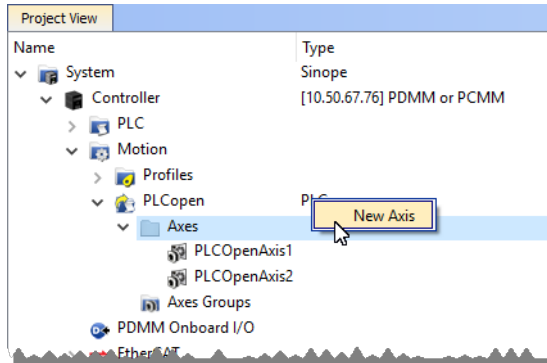 Project View
Name Type
System Sinope
Controller [10.50.67.76] PDMM or PCMM
PLC
Motion
Profiles
PLCopen
New Axis
Axes
PLCOpenAxis1
PLCOpenAxis2
Axes Groups
PDMM Onboard I/O
EtherCAT